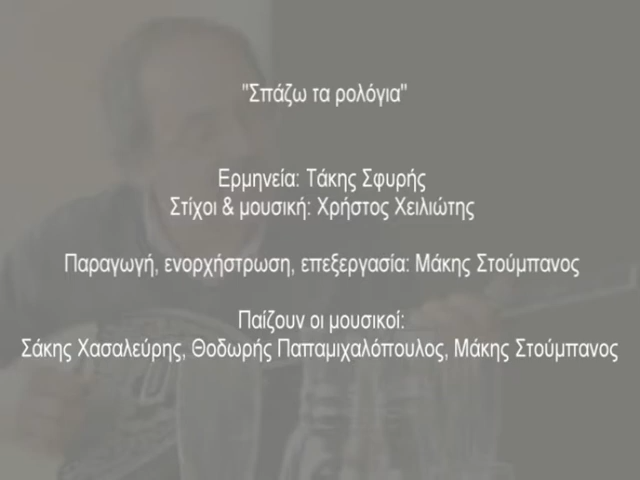 "Σπάζω τα ρολόγια"
Ερμηνεία: Τάκης Σφυρής
Στίχοι & μουσική: Χρήστος Χειλιώτης
Παραγωγή, ενορχήστρωση, επεξεργασία: Μάκης Στούμπανος
Παίζουν οι μουσικοί:
Σάκης Χασαλεύρης, Θοδωρής Παπαμιχαλόπουλος, Μάκης Στούμπανος